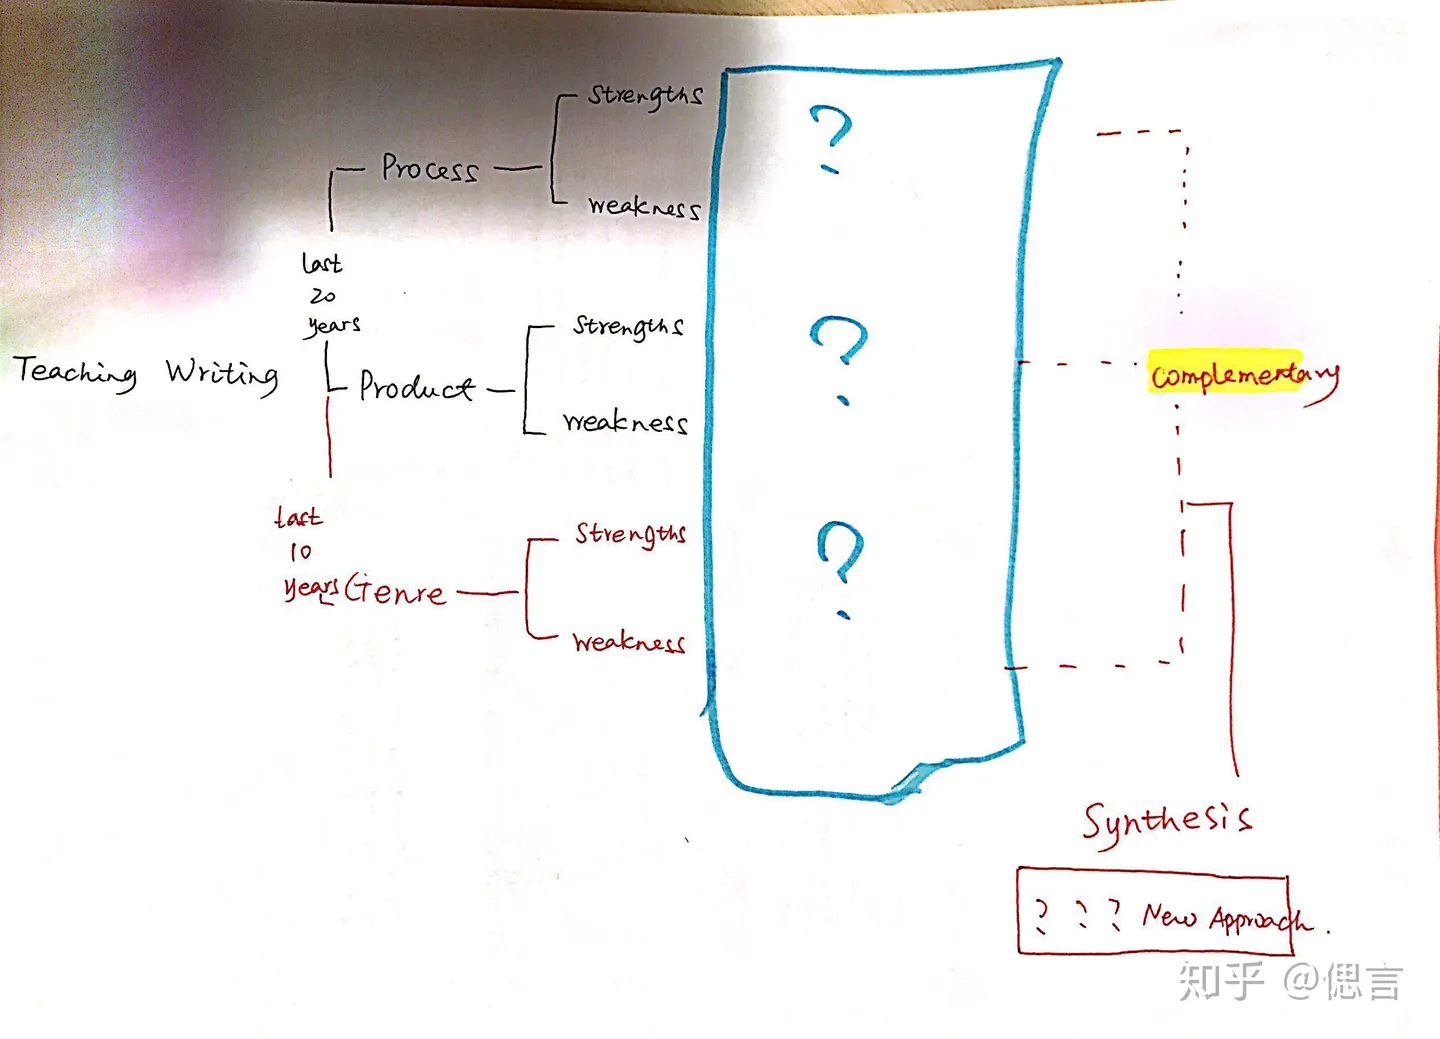 Strengths
?
Process
weakness
last
20
years
Strengths
?
Teaching Writing
Product
complementary
weakness
last
10
years
Genre
Strengths
?
weakness
Synthesis
? ? ? New Approach.
知乎 @偲言